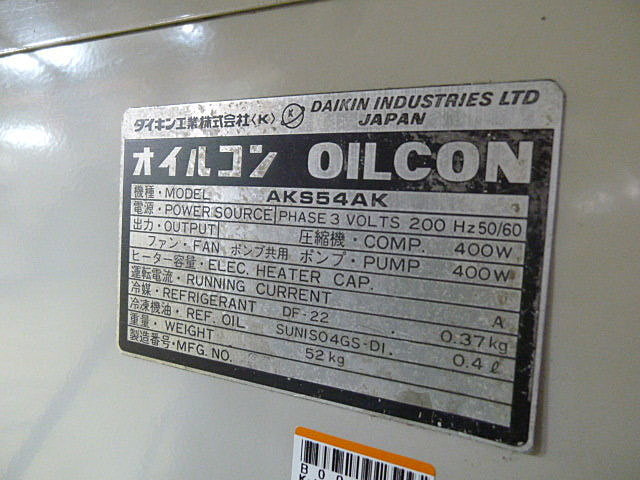 ダイキン工業株式会社〈K〉 DAIKIN INDUSTRIES LTD
JAPAN
オイルコン OILCON
機種・MODEL AKS54AK
電源・POWER SOURCE PHASE 3 VOLTS 200 Hz 50/60
出力・OUTPUT 圧縮機・COMP. 400W
ファン・FAN ポンプ共用 ポンプ・PUMP 400W
ヒーター容量・ELEC. HEATER CAP.
運転電流・RUNNING CURRENT A
冷媒・REFRIGERANT DF-22 0.37kg
冷凍機油・REF. OIL SUNISO4GS-DI. 0.4ℓ
重量・WEIGHT 52kg
製造番号・MFG. NO.